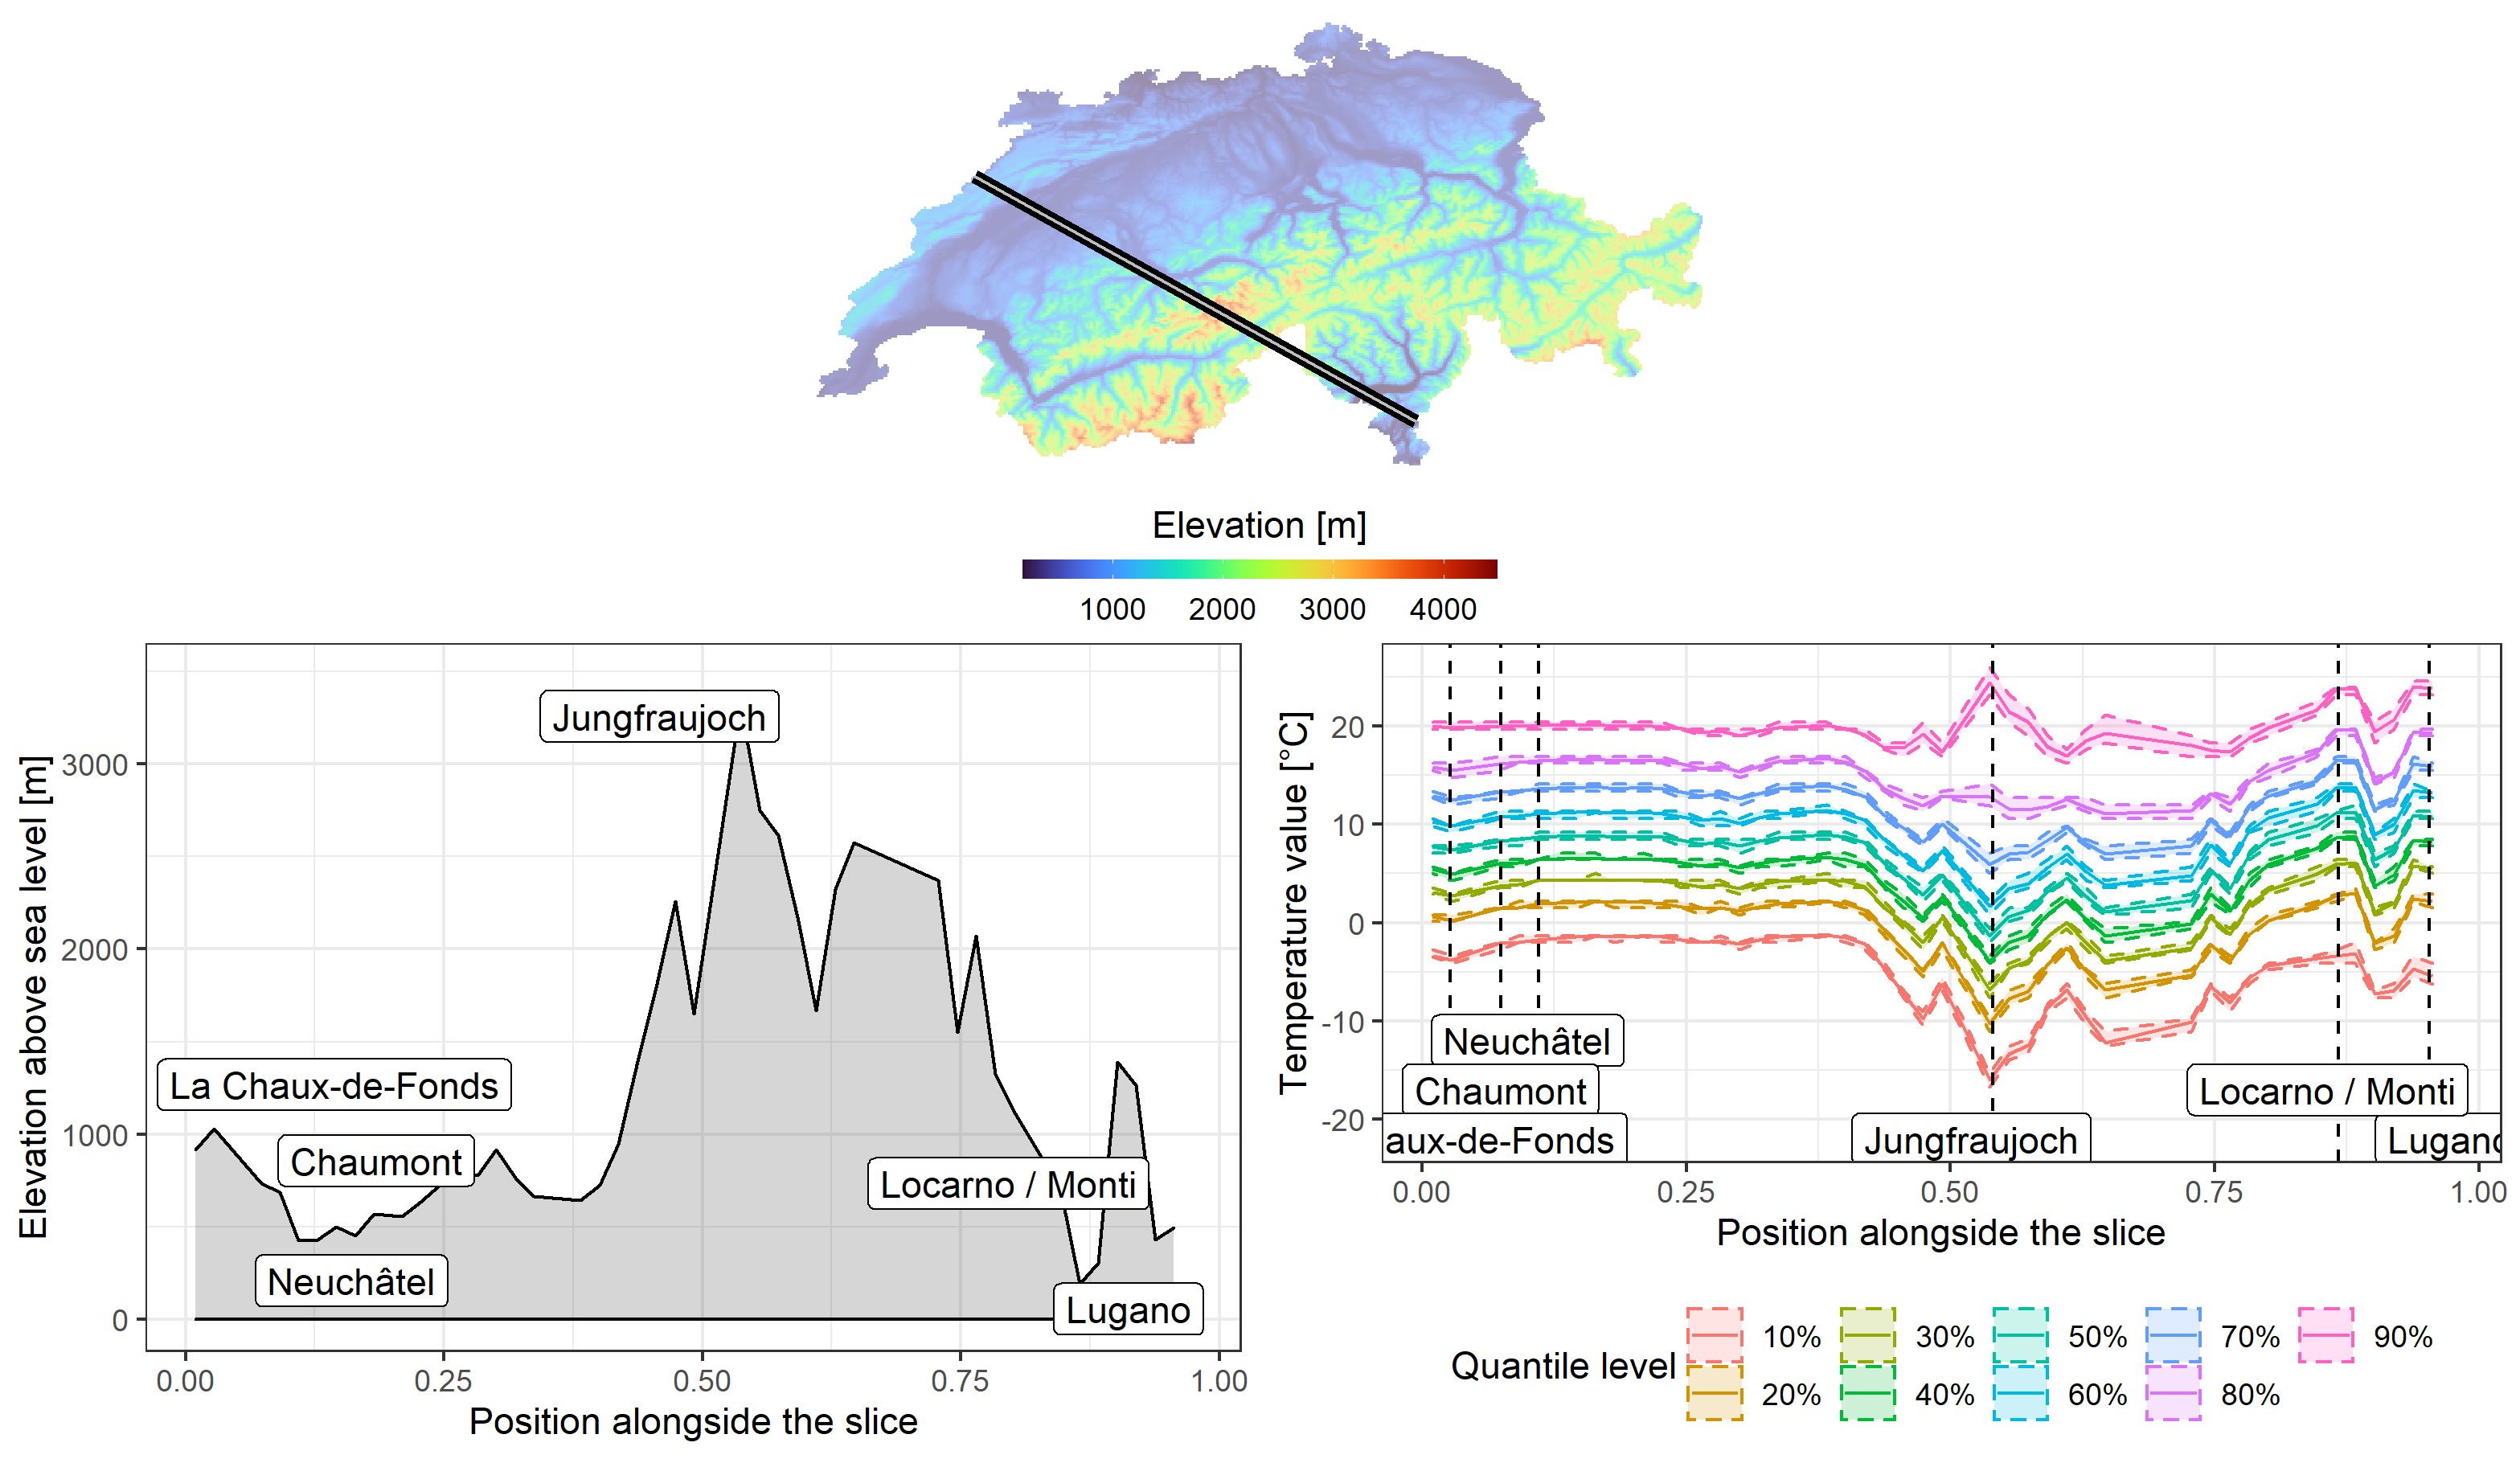 Elevation [m]
1000 2000 3000 4000
Elevation above sea level [m]
3000
2000
1000
0
Jungfraujoch
La Chaux-de-Fonds
Chaumont
Neuchâtel
Locarno / Monti
Lugano
0.00 0.25 0.50 0.75 1.00
Position alongside the slice
Temperature value [°C]
20
10
0
-10
-20
Neuchâtel
Chaumont
aux-de-Fonds
Jungfraujoch
Locarno / Monti
Lugano
0.00 0.25 0.50 0.75 1.00
Position alongside the slice
Quantile level
10% 30% 50% 70% 90%
20% 40% 60% 80%